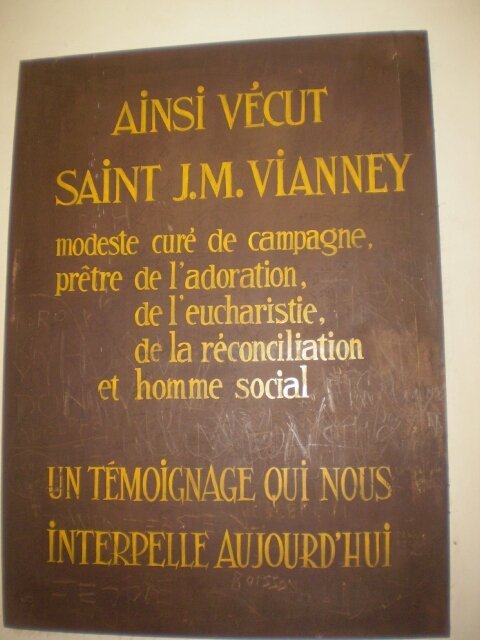 AINSI VÉCUT
SAINT J.M. VIANNEY
modeste curé de campagne,
prêtre de l'adoration,
de l'eucharistie,
de la réconciliation
et homme social
UN TÉMOIGNAGE QUI NOUS
INTERPELLE AUJOURD'HUI